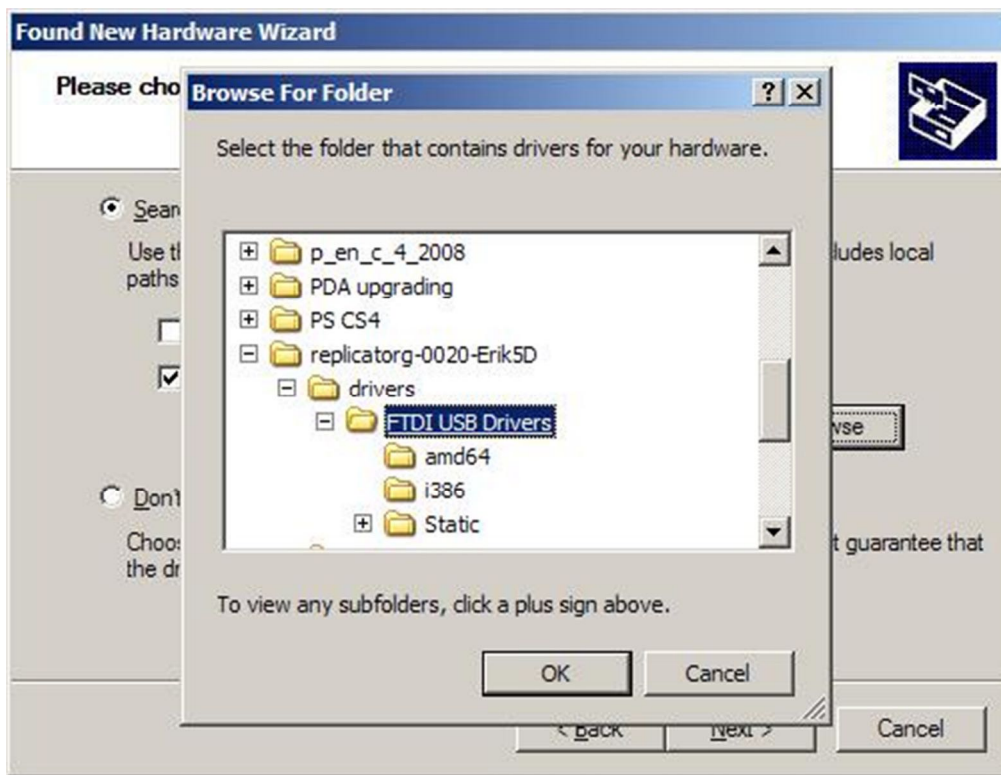 Found New Hardware Wizard
Please cho
Browse For Folder
Select the folder that contains drivers for your hardware.
Sear
Use th
ludes local
paths
p_en_c_4_2008
PDA upgrading
PS CS4
replicatorg-0020-Erik5D
drivers
FTDI USB Drivers
wse
amd64
i386
Static
Don't
Choos
t guarantee that
the dr
To view any subfolders, click a plus sign above.
OK
Cancel
< Back
Next >
Cancel